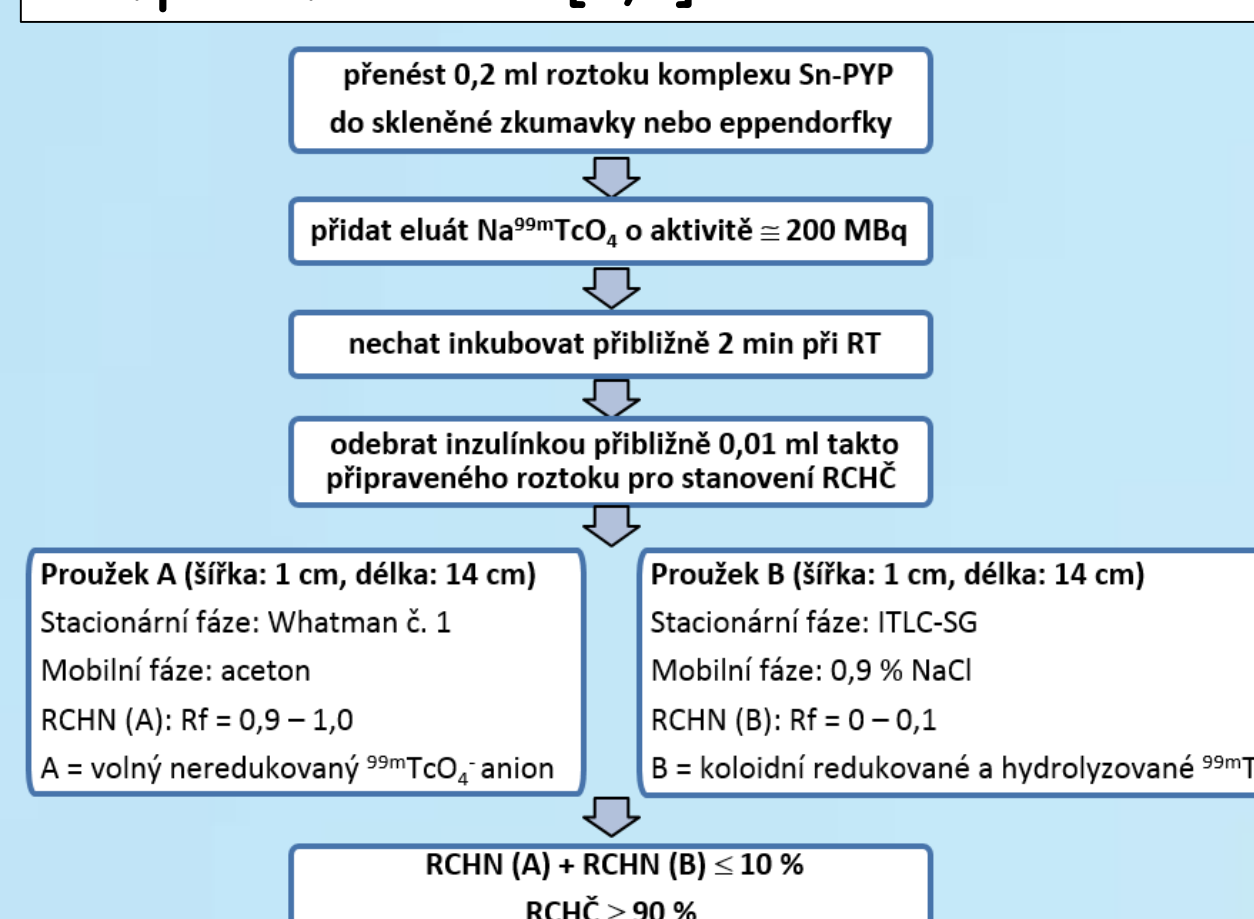 přenést 0,2 ml roztoku komplexu Sn-PYP
do skleněné zkumavky nebo eppendorfky
přidat eluát Na⁹⁹ᵐTcO₄ o aktivitě ≅ 200 MBq
nechat inkubovat přibližně 2 min při RT
odebrat inzulínkou přibližně 0,01 ml takto
připraveného roztoku pro stanovení RCHČ
Proužek A (šířka: 1 cm, délka: 14 cm)
Stacionární fáze: Whatman č. 1
Mobilní fáze: aceton
RCHN (A): Rf = 0,9 – 1,0
A = volný neredukovaný ⁹⁹ᵐTcO₄⁻ anion
Proužek B (šířka: 1 cm, délka: 14 cm)
Stacionární fáze: ITLC-SG
Mobilní fáze: 0,9 % NaCl
RCHN (B): Rf = 0 – 0,1
B = koloidní redukované a hydrolyzované ⁹⁹ᵐT
RCHN (A) + RCHN (B) ≤ 10 %
RCHČ ≥ 90 %